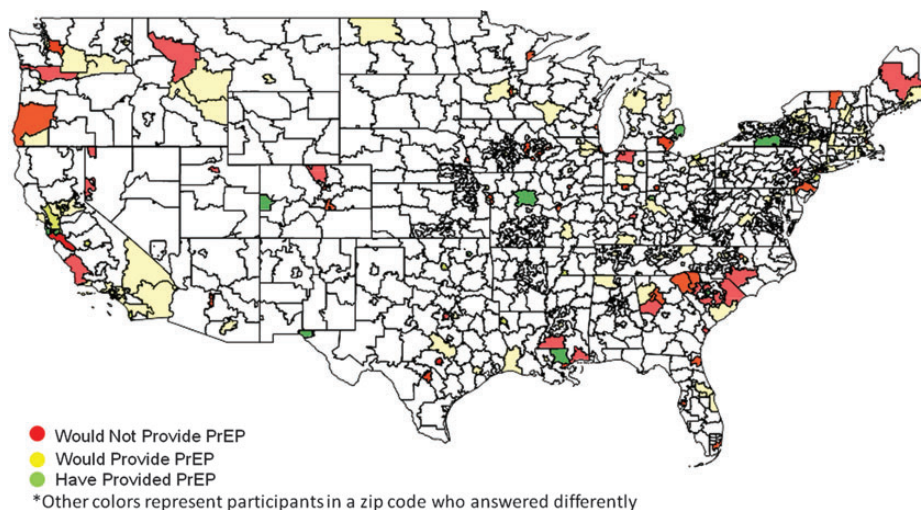 Would Not Provide PrEP
Would Provide PrEP
Have Provided PrEP
*Other colors represent participants in a zip code who answered differently